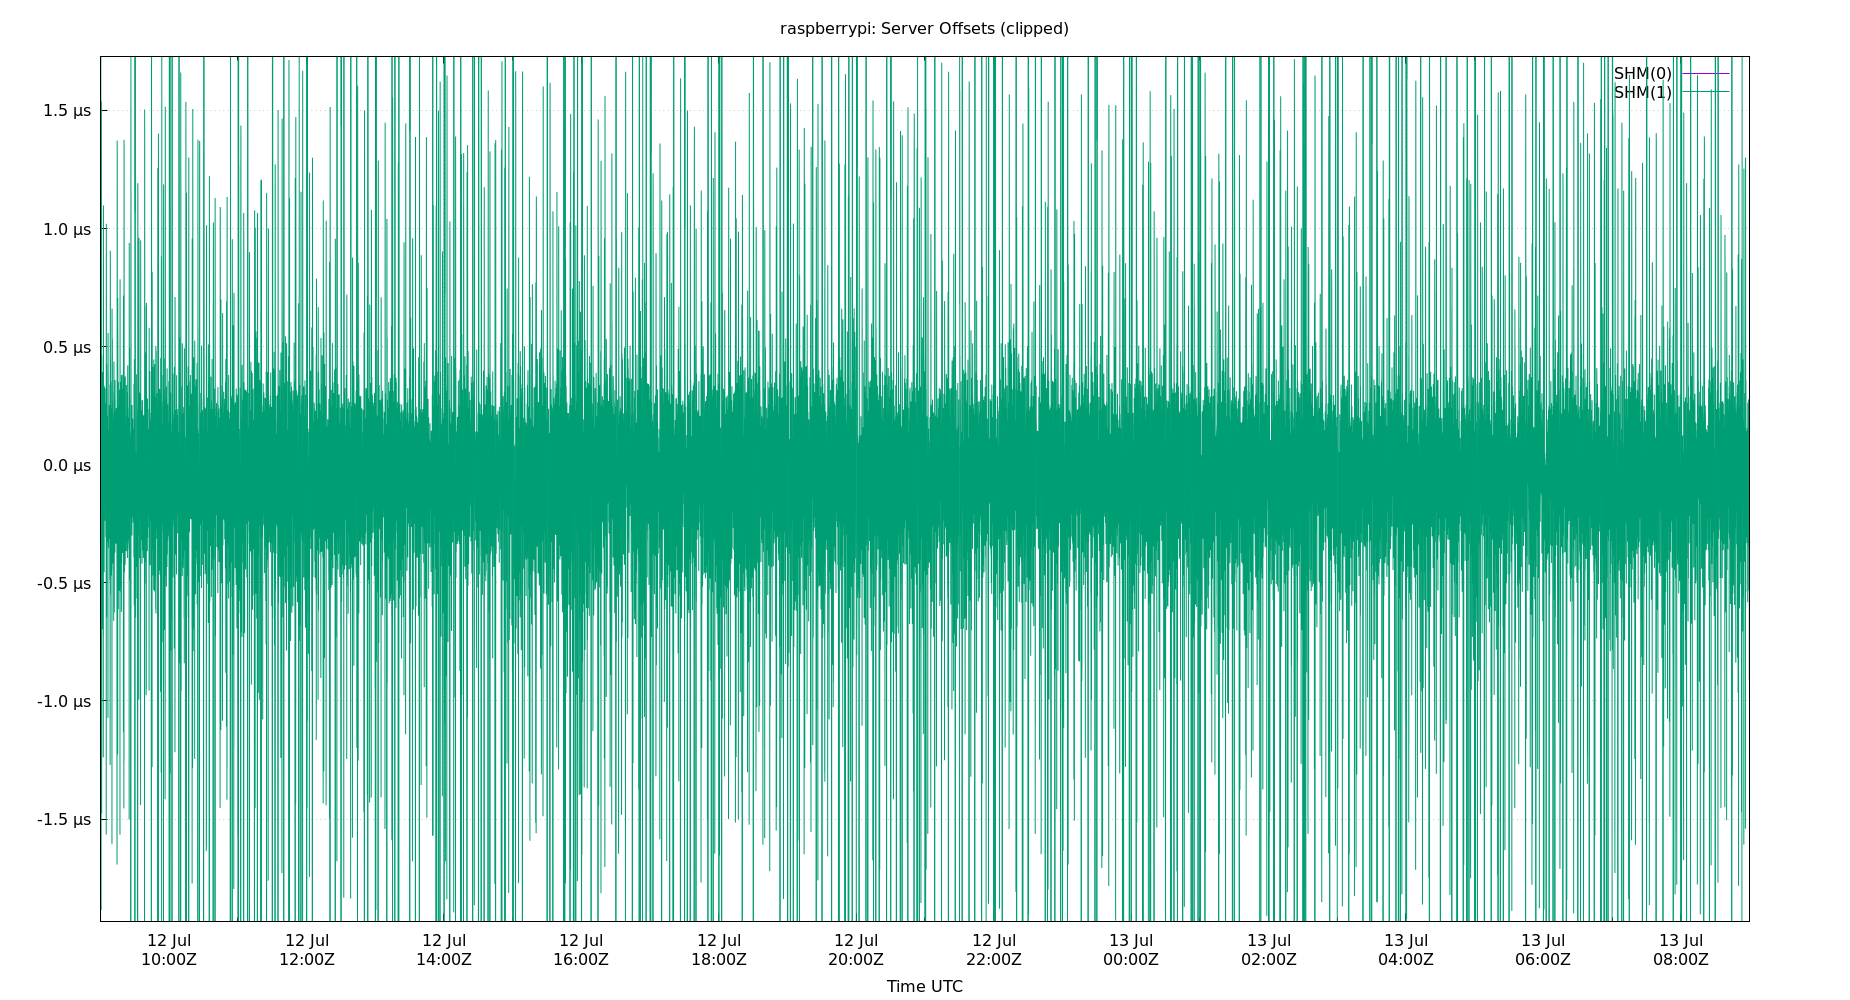 raspberrypi: Server Offsets (clipped)
SHM(0)
SHM(1)
1.5 µs
1.0 µs
0.5 µs
0.0 µs
-0.5 µs
-1.0 µs
-1.5 µs
12 Jul 12 Jul 12 Jul 12 Jul 12 Jul 12 Jul 12 Jul 13 Jul 13 Jul 13 Jul 13 Jul 13 Jul
10:00Z 12:00Z 14:00Z 16:00Z 18:00Z 20:00Z 22:00Z 00:00Z 02:00Z 04:00Z 06:00Z 08:00Z
Time UTC